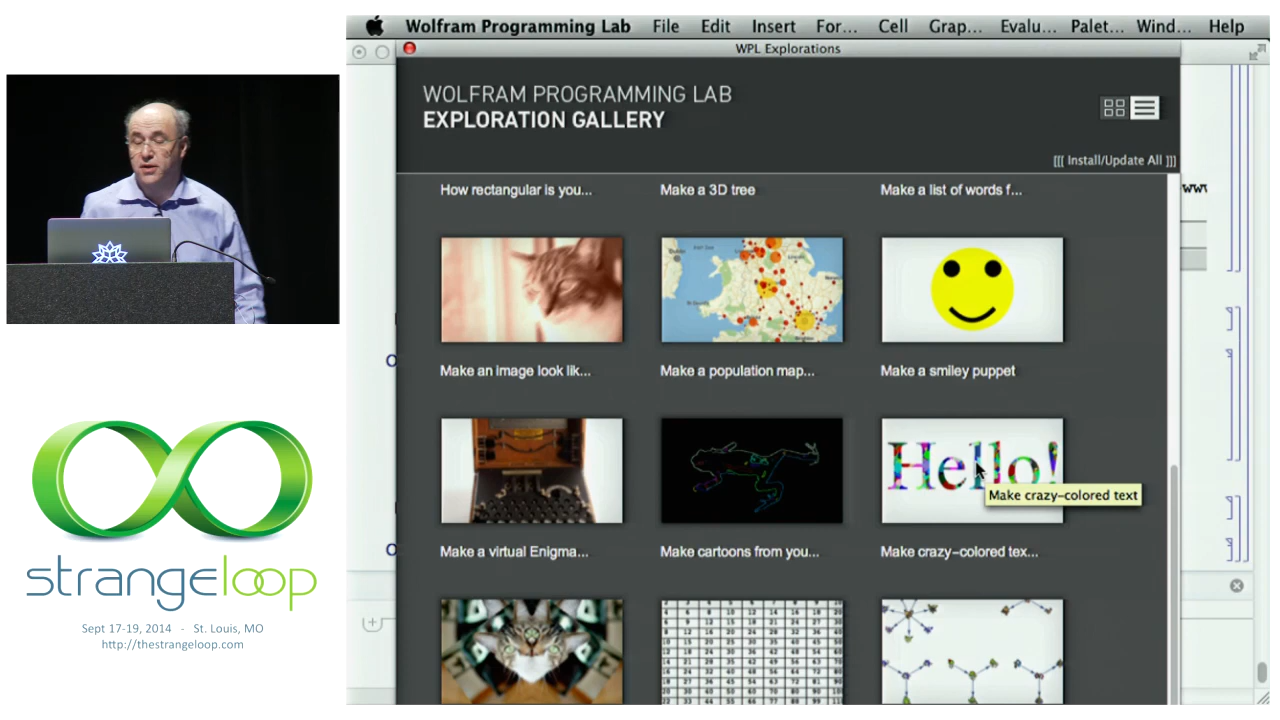 Wolfram Programming Lab File Edit Insert For... Cell Grap... Evalu... Palet... Wind... Help
WPL Explorations
WOLFRAM PROGRAMMING LAB
EXPLORATION GALLERY
[[[ Install/Update All ]]]
How rectangular is you...
Make a 3D tree
Make a list of words f...
Make an image look lik...
Make a population map...
Make a smiley puppet
Hello!
Make crazy-colored text
Make a virtual Enigma...
Make cartoons from you...
Make crazy-colored tex...
strangeloop
Sept 17-19, 2014 - St. Louis, MO
http://thestrangeloop.com